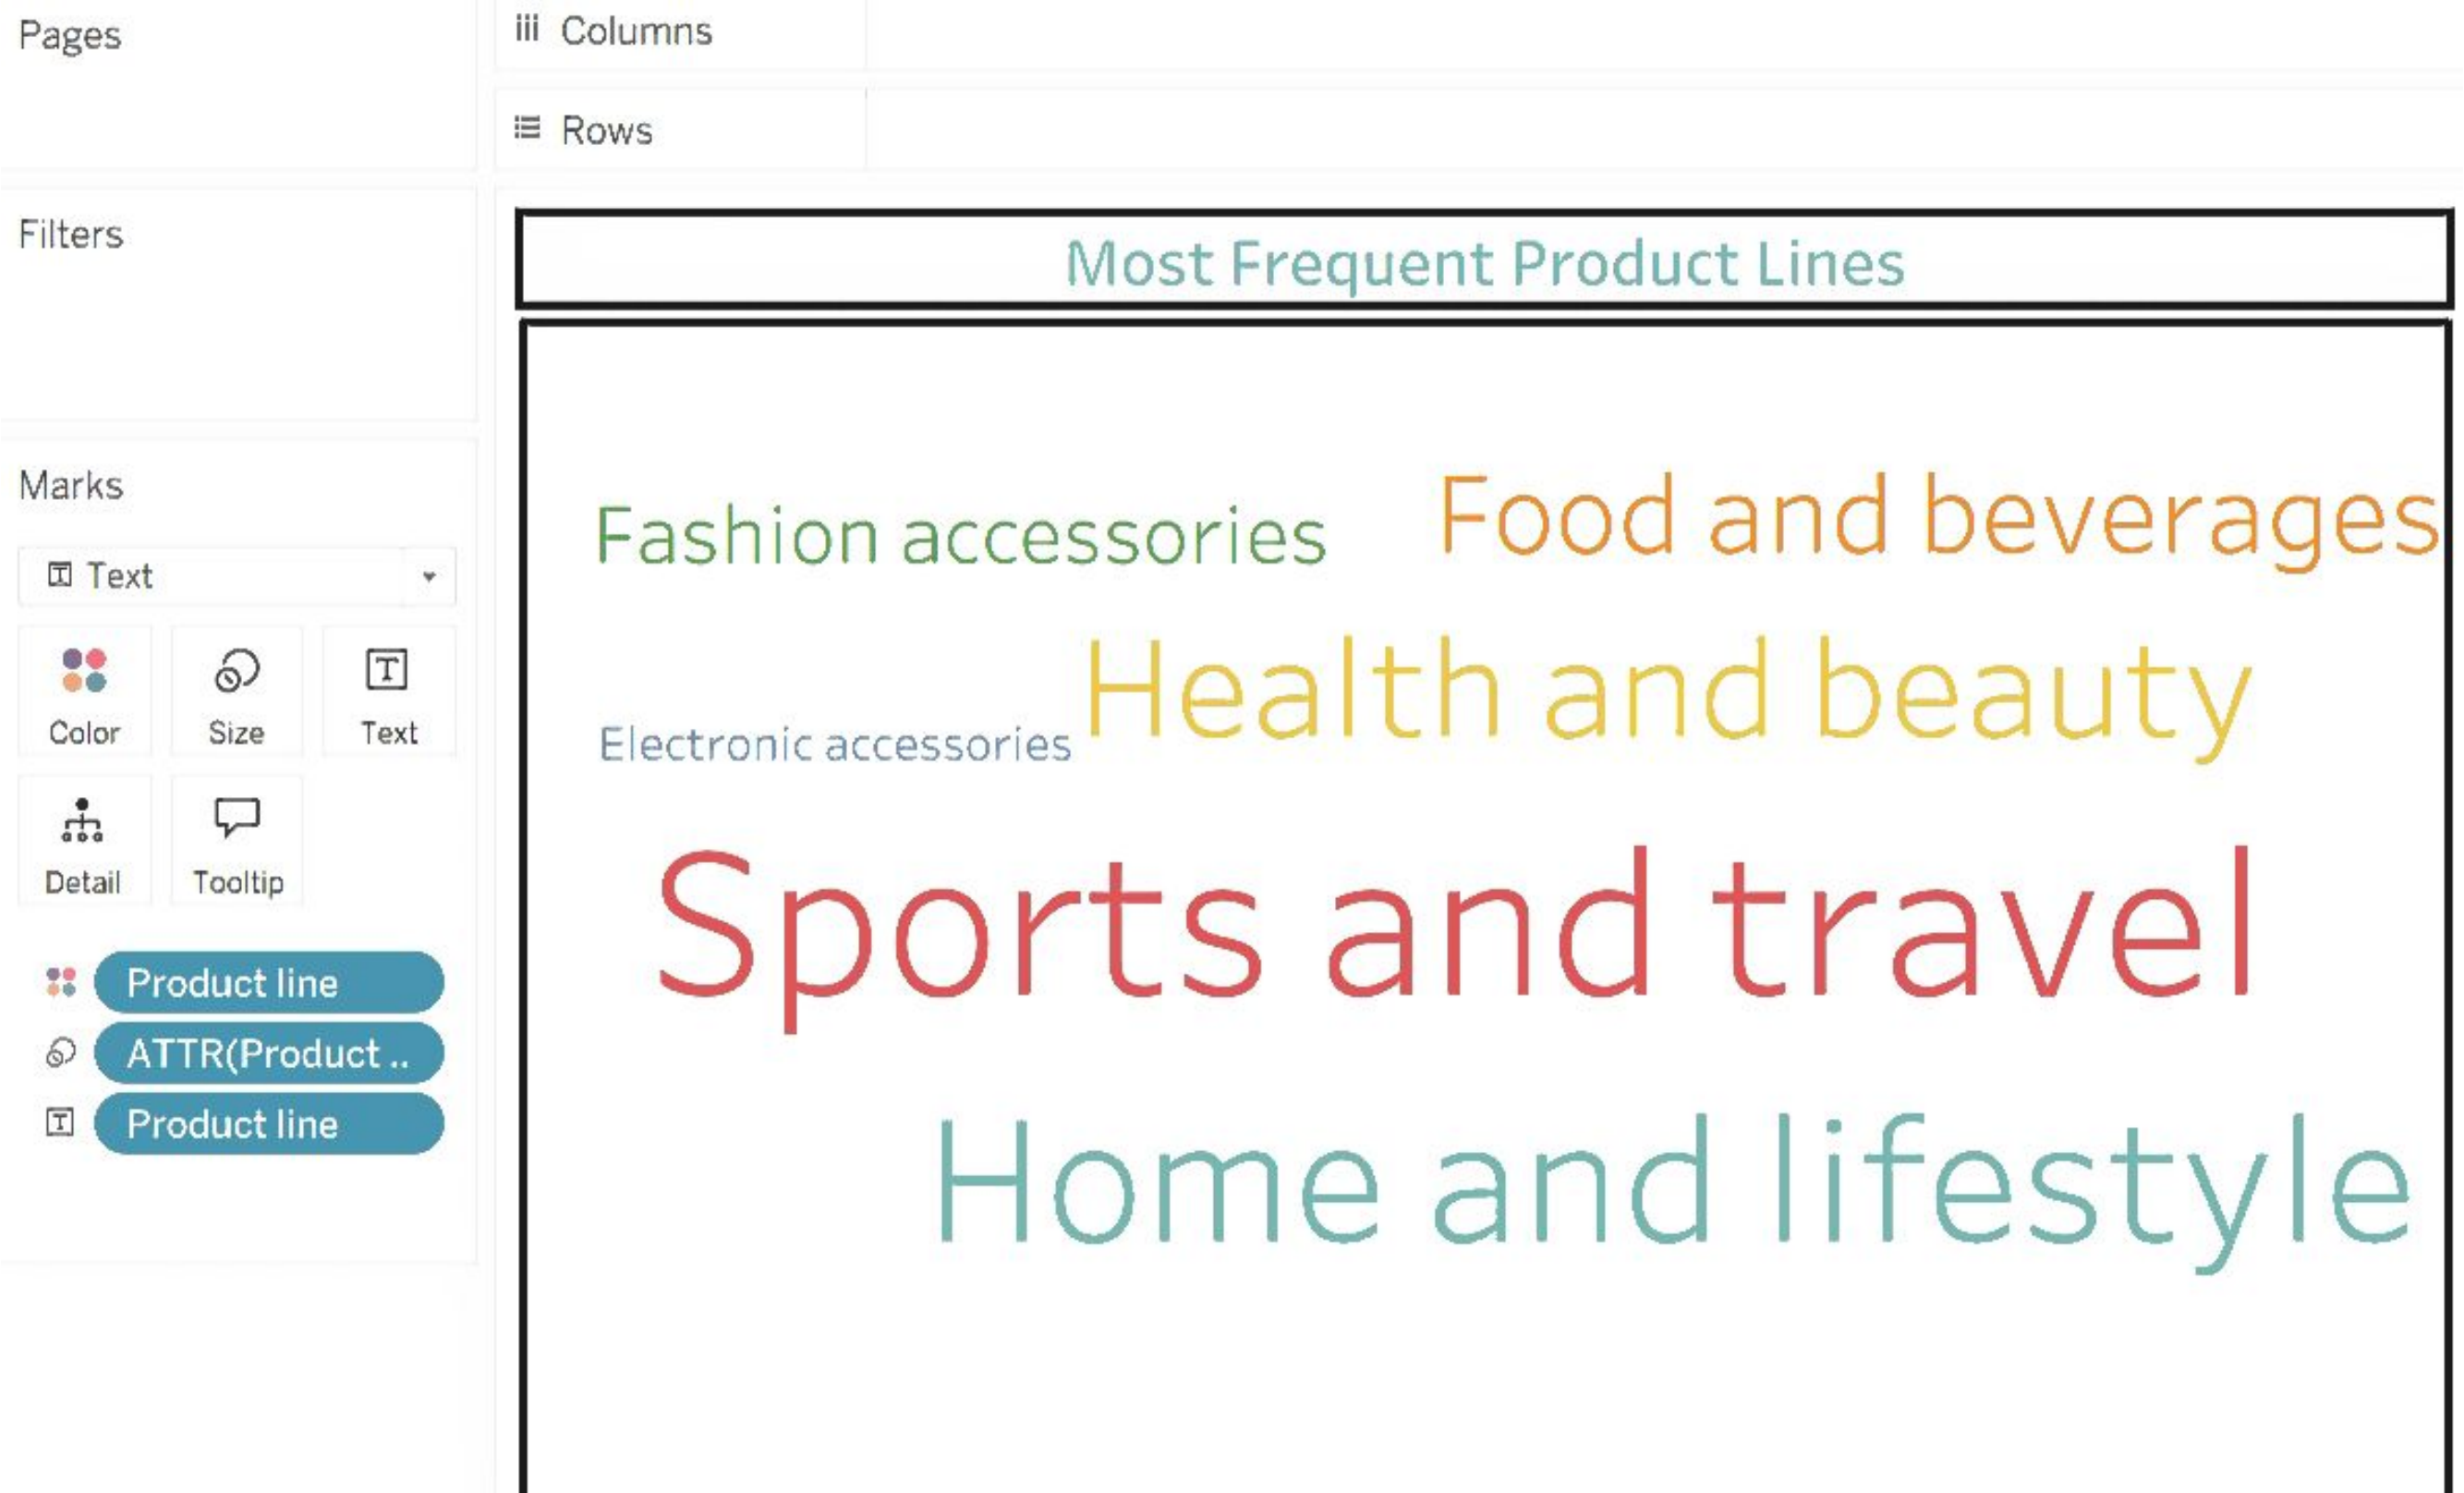 Pages
Columns
Rows
Filters
Marks
Text
Color
Size
Text
Detail
Tooltip
Product line
ATTR(Product ..
Product line
Most Frequent Product Lines
Fashion accessories
Food and beverages
Health and beauty
Electronic accessories
Sports and travel
Home and lifestyle